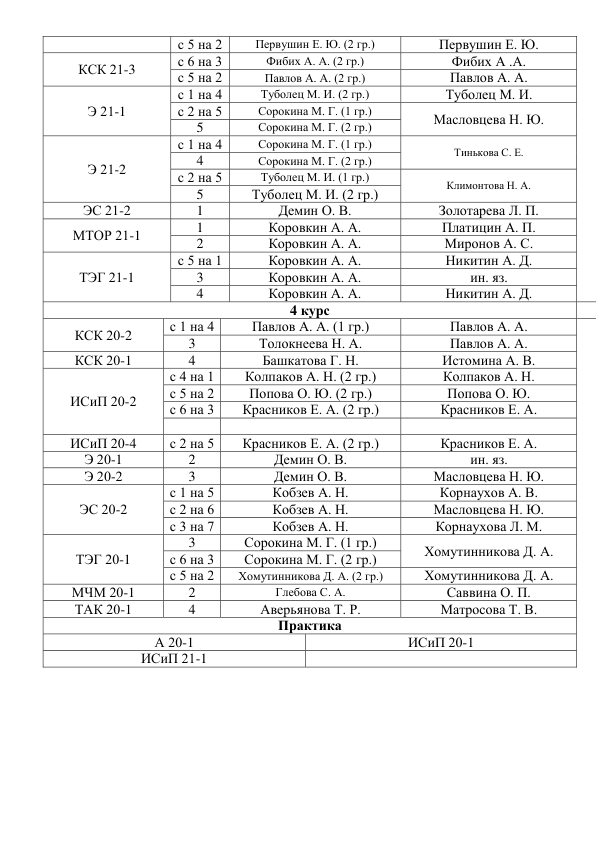 с 5 на 2 Первушин Е. Ю. (2 гр.) Первушин Е. Ю.
КСК 21-3 с 6 на 3 Фибих А. А. (2 гр.) Фибих А .А.
с 5 на 2 Павлов А. А. (2 гр.) Павлов А. А.
Э 21-1 с 1 на 4 Туболец М. И. (2 гр.) Туболец М. И.
с 2 на 5 Сорокина М. Г. (1 гр.) Масловцева Н. Ю.
5 Сорокина М. Г. (2 гр.)
Э 21-2 с 1 на 4 Сорокина М. Г. (1 гр.) Тинькова С. Е.
4 Сорокина М. Г. (2 гр.)
с 2 на 5 Туболец М. И. (1 гр.) Климонтова Н. А.
5 Туболец М. И. (2 гр.)
ЭС 21-2 1 Демин О. В. Золотарева Л. П.
МТОР 21-1 1 Коровкин А. А. Платицин А. П.
2 Коровкин А. А. Миронов А. С.
ТЭГ 21-1 с 5 на 1 Коровкин А. А. Никитин А. Д.
3 Коровкин А. А. ин. яз.
4 Коровкин А. А. Никитин А. Д.
4 курс
КСК 20-2 с 1 на 4 Павлов А. А. (1 гр.) Павлов А. А.
3 Толокнеева Н. А. Павлов А. А.
КСК 20-1 4 Башкатова Г. Н. Истомина А. В.
ИСиП 20-2 с 4 на 1 Колпаков А. Н. (2 гр.) Колпаков А. Н.
с 5 на 2 Попова О. Ю. (2 гр.) Попова О. Ю.
с 6 на 3 Красников Е. А. (2 гр.) Красников Е. А.
ИСиП 20-4 с 2 на 5 Красников Е. А. (2 гр.) Красников Е. А.
Э 20-1 2 Демин О. В. ин. яз.
Э 20-2 3 Демин О. В. Масловцева Н. Ю.
ЭС 20-2 с 1 на 5 Кобзев А. Н. Корнаухов А. В.
с 2 на 6 Кобзев А. Н. Масловцева Н. Ю.
с 3 на 7 Кобзев А. Н. Корнаухова Л. М.
ТЭГ 20-1 3 Сорокина М. Г. (1 гр.) Хомутинникова Д. А.
с 6 на 3 Сорокина М. Г. (2 гр.)
с 5 на 2 Хомутинникова Д. А. (2 гр.) Хомутинникова Д. А.
МЧМ 20-1 2 Глебова С. А. Саввина О. П.
ТАК 20-1 4 Аверьянова Т. Р. Матросова Т. В.
Практика
А 20-1 ИСиП 20-1
ИСиП 21-1